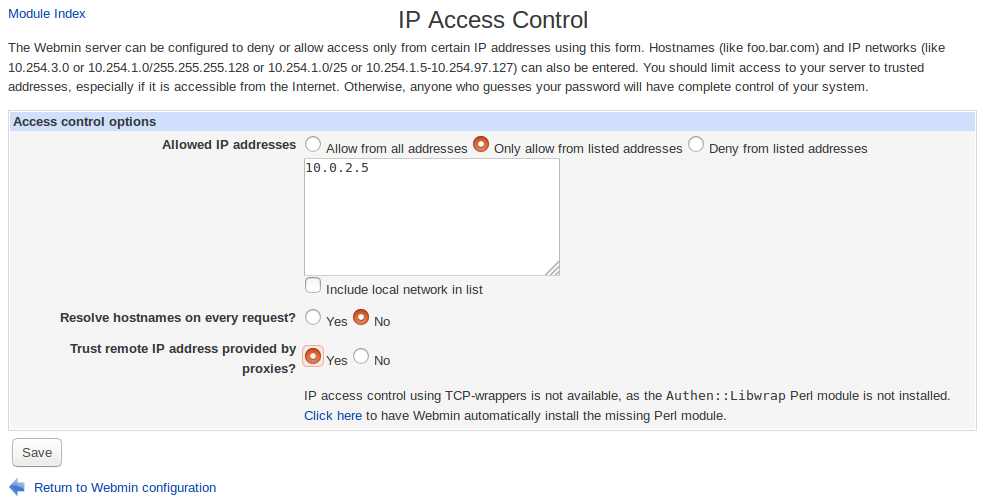 Module Index
IP Access Control
The Webmin server can be configured to deny or allow access only from certain IP addresses using this form. Hostnames (like foo.bar.com) and IP networks (like
10.254.3.0 or 10.254.1.0/255.255.255.128 or 10.254.1.0/25 or 10.254.1.5-10.254.97.127) can also be entered. You should limit access to your server to trusted
addresses, especially if it is accessible from the Internet. Otherwise, anyone who guesses your password will have complete control of your system.
Access control options
Allowed IP addresses Allow from all addresses Only allow from listed addresses Deny from listed addresses
10.0.2.5
Include local network in list
Resolve hostnames on every request? Yes No
Trust remote IP address provided by
proxies? Yes No
IP access control using TCP-wrappers is not available, as the Authen::Libwrap Perl module is not installed.
Click here to have Webmin automatically install the missing Perl module.
Save
Return to Webmin configuration